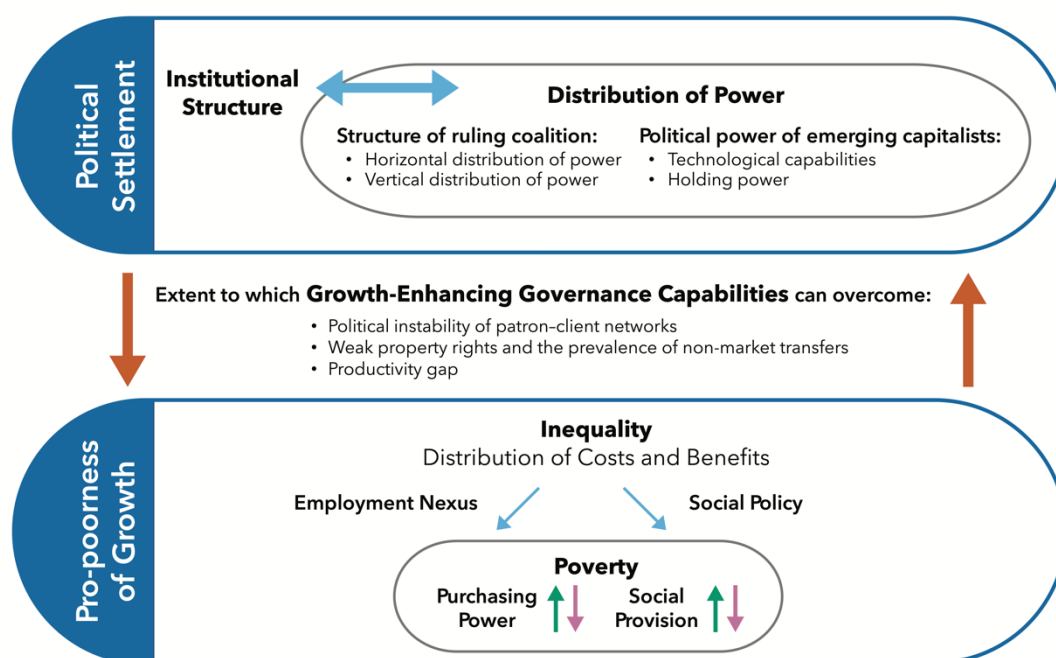 Political
Settlement
Institutional
Structure
Distribution of Power
Structure of ruling coalition:
• Horizontal distribution of power
• Vertical distribution of power
Political power of emerging capitalists:
• Technological capabilities
• Holding power
Extent to which Growth-Enhancing Governance Capabilities can overcome:
• Political instability of patron–client networks
• Weak property rights and the prevalence of non-market transfers
• Productivity gap
Pro-poorness
of Growth
Inequality
Distribution of Costs and Benefits
Employment Nexus
Social Policy
Poverty
Purchasing
Power
Social
Provision